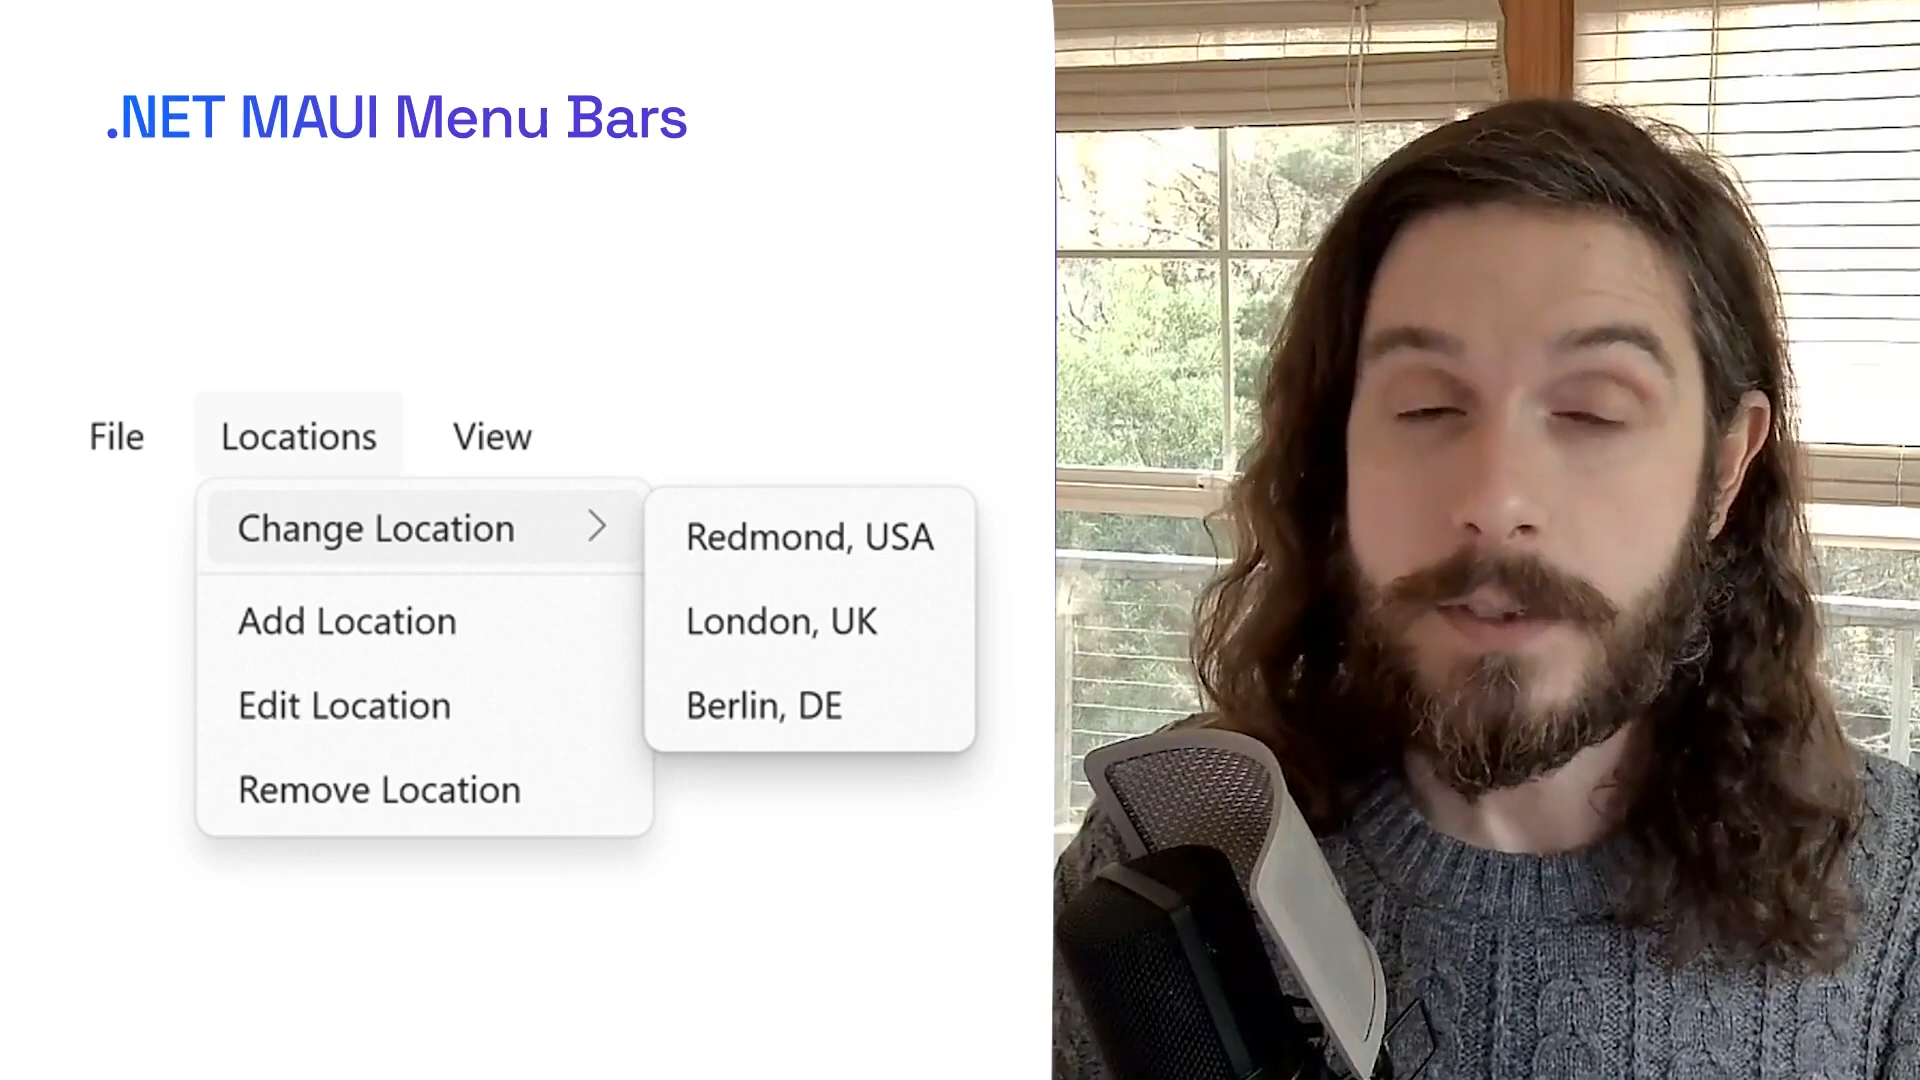 .NET MAUI Menu Bars
File Locations View
Change Location
Add Location
Edit Location
Remove Location
Redmond, USA
London, UK
Berlin, DE